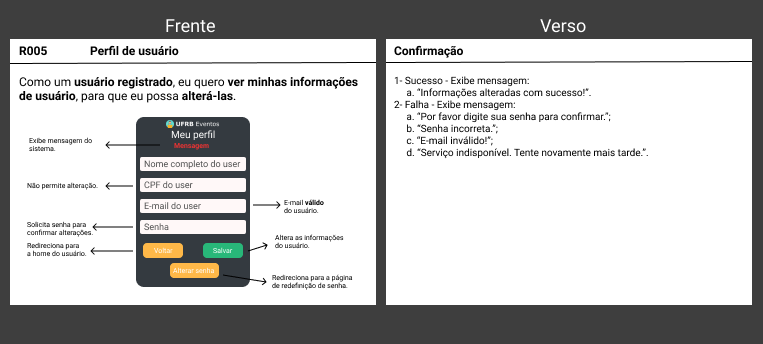 Frente
R005 Perfil de usuário
Como um usuário registrado, eu quero ver minhas informações
de usuário, para que eu possa alterá-las.
UFRB Eventos
Meu perfil
Mensagem
Exibe mensagem do
sistema.
Nome completo do user
Não permite alteração.
CPF do user
E-mail do user
E-mail válido
do usuário.
Solicita senha para
confirmar alterações.
Senha
Redireciona para
a home do usuário.
Voltar
Salvar
Altera as informações
do usuário.
Alterar senha
Redireciona para a página
de redefinição de senha.
Verso
Confirmação
1- Sucesso - Exibe mensagem:
a. “Informações alteradas com sucesso!”.
2- Falha - Exibe mensagem:
a. “Por favor digite sua senha para confirmar.”;
b. “Senha incorreta.”;
c. “E-mail inválido!”;
d. “Serviço indisponível. Tente novamente mais tarde.”.